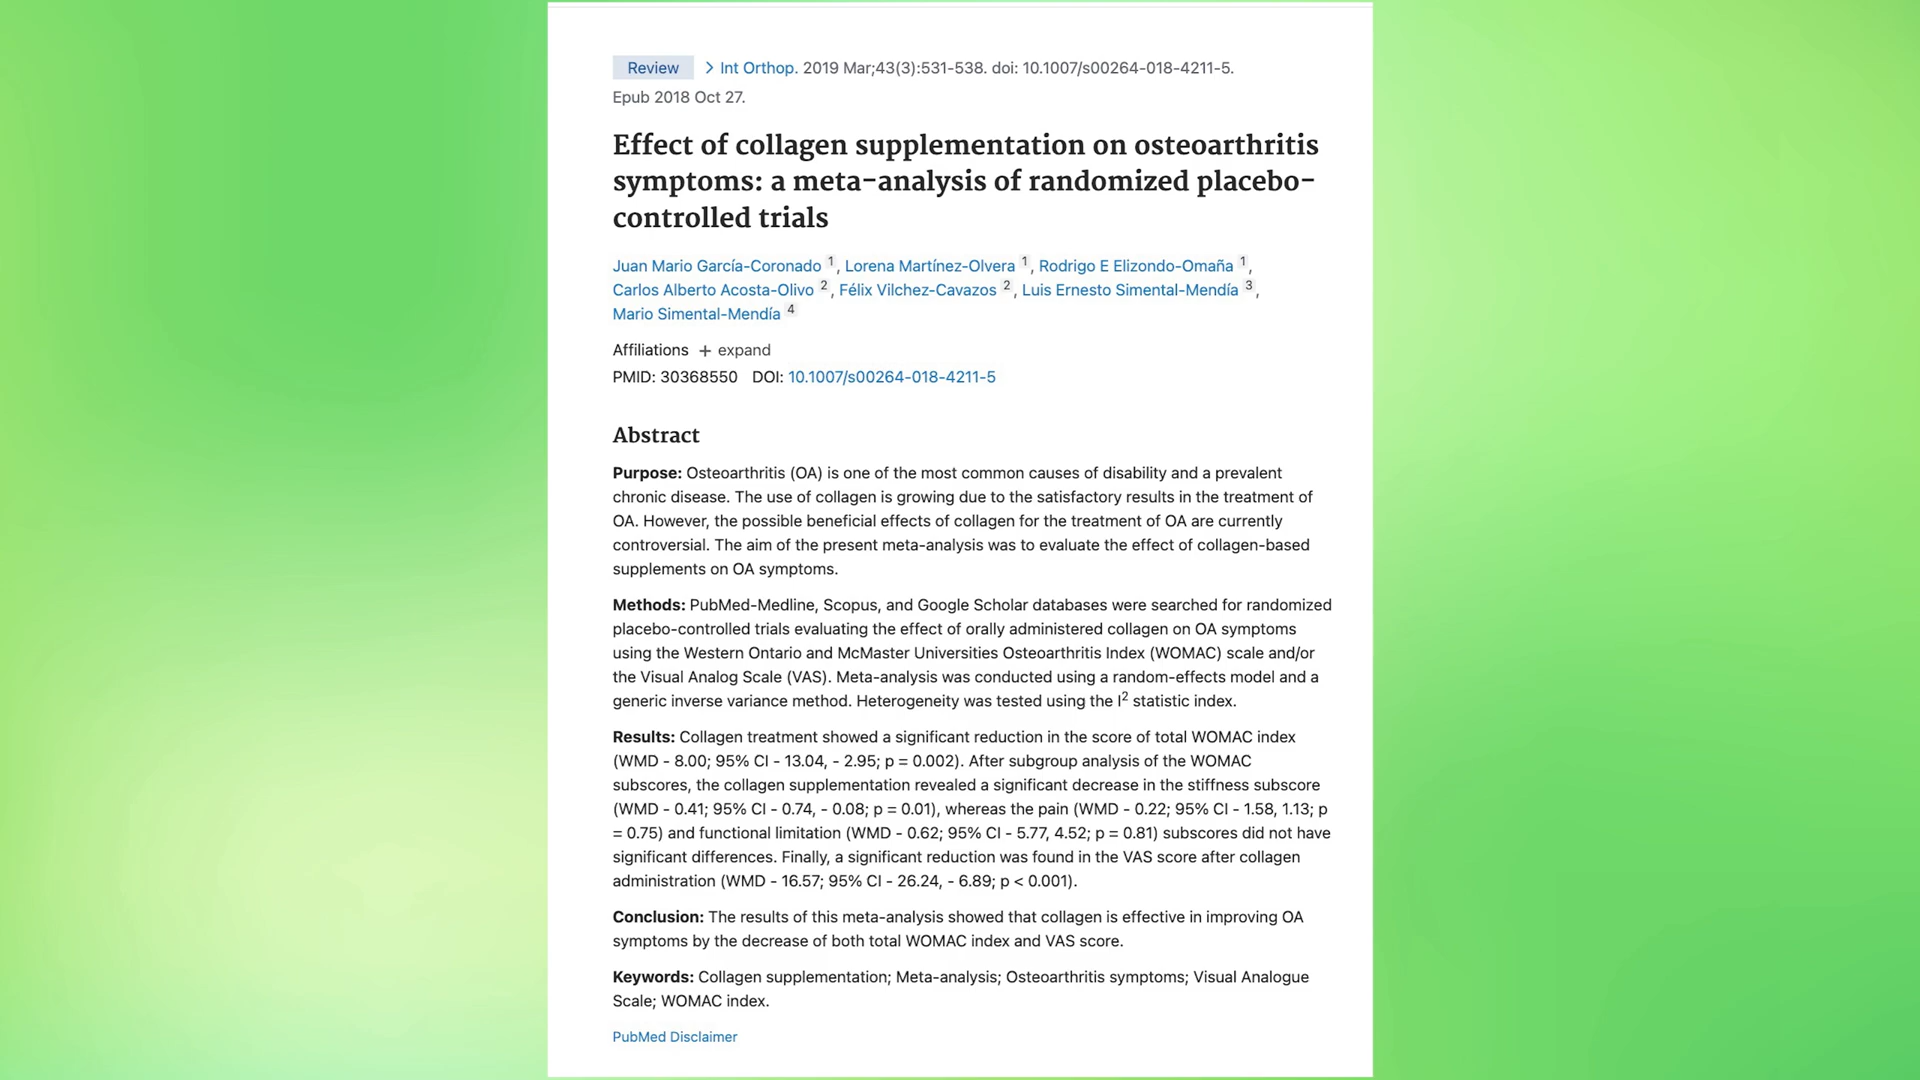 Review > Int Orthop. 2019 Mar;43(3):531-538. doi: 10.1007/s00264-018-4211-5.
Epub 2018 Oct 27.
Effect of collagen supplementation on osteoarthritis
symptoms: a meta-analysis of randomized placebo-
controlled trials
Juan Mario García-Coronado 1, Lorena Martínez-Olvera 1, Rodrigo E Elizondo-Omaña 1,
Carlos Alberto Acosta-Olivo 2, Félix Vilchez-Cavazos 2, Luis Ernesto Simental-Mendía 3,
Mario Simental-Mendía 4
Affiliations + expand
PMID: 30368550 DOI: 10.1007/s00264-018-4211-5
Abstract
Purpose: Osteoarthritis (OA) is one of the most common causes of disability and a prevalent
chronic disease. The use of collagen is growing due to the satisfactory results in the treatment of
OA. However, the possible beneficial effects of collagen for the treatment of OA are currently
controversial. The aim of the present meta-analysis was to evaluate the effect of collagen-based
supplements on OA symptoms.
Methods: PubMed-Medline, Scopus, and Google Scholar databases were searched for randomized
placebo-controlled trials evaluating the effect of orally administered collagen on OA symptoms
using the Western Ontario and McMaster Universities Osteoarthritis Index (WOMAC) scale and/or
the Visual Analog Scale (VAS). Meta-analysis was conducted using a random-effects model and a
generic inverse variance method. Heterogeneity was tested using the I2 statistic index.
Results: Collagen treatment showed a significant reduction in the score of total WOMAC index
(WMD - 8.00; 95% CI - 13.04, - 2.95; p = 0.002). After subgroup analysis of the WOMAC
subscores, the collagen supplementation revealed a significant decrease in the stiffness subscore
(WMD - 0.41; 95% CI - 0.74, - 0.08; p = 0.01), whereas the pain (WMD - 0.22; 95% CI - 1.58, 1.13; p
= 0.75) and functional limitation (WMD - 0.62; 95% CI - 5.77, 4.52; p = 0.81) subscores did not have
significant differences. Finally, a significant reduction was found in the VAS score after collagen
administration (WMD - 16.57; 95% CI - 26.24, - 6.89; p < 0.001).
Conclusion: The results of this meta-analysis showed that collagen is effective in improving OA
symptoms by the decrease of both total WOMAC index and VAS score.
Keywords: Collagen supplementation; Meta-analysis; Osteoarthritis symptoms; Visual Analogue
Scale; WOMAC index.
PubMed Disclaimer